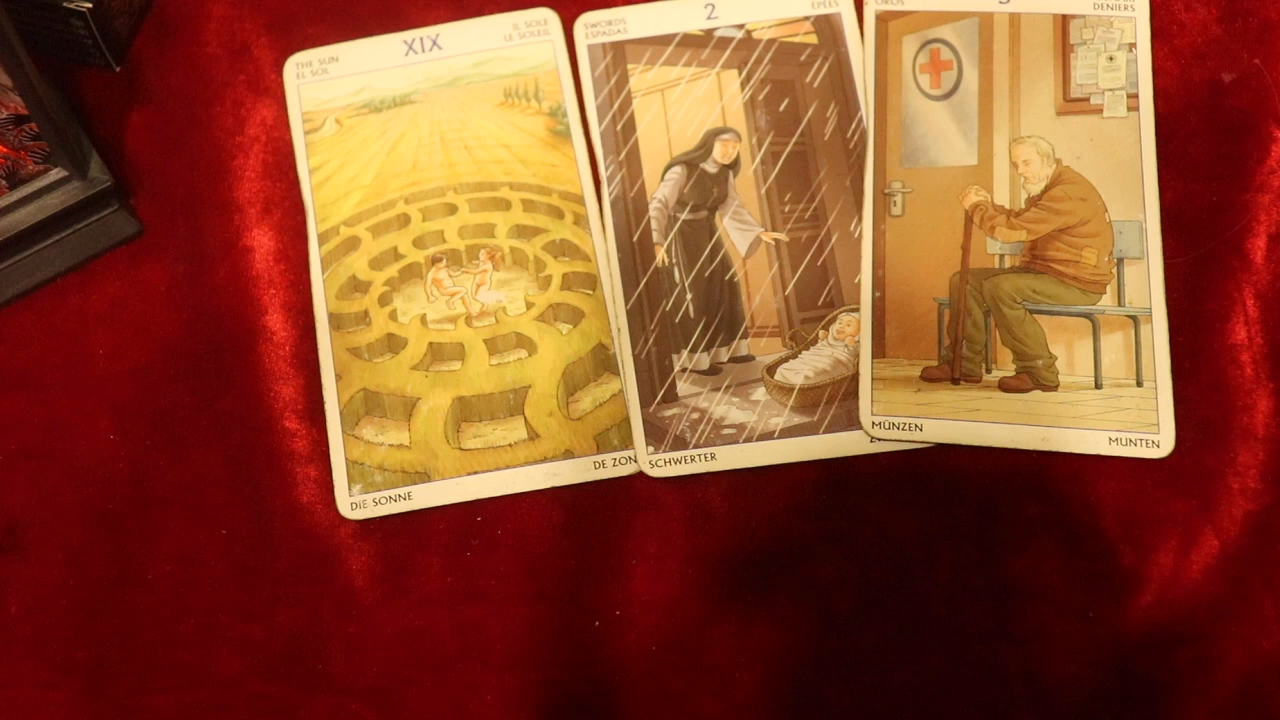 THE SUN
EL SOL
XIX
IL SOLE
LE SOLEIL
DIE SONNE
DE ZON
SWORDS
ESPADAS
2
ÉPÉES
SCHWERTER
OROS
DENIERS
MÜNZEN
MUNTEN